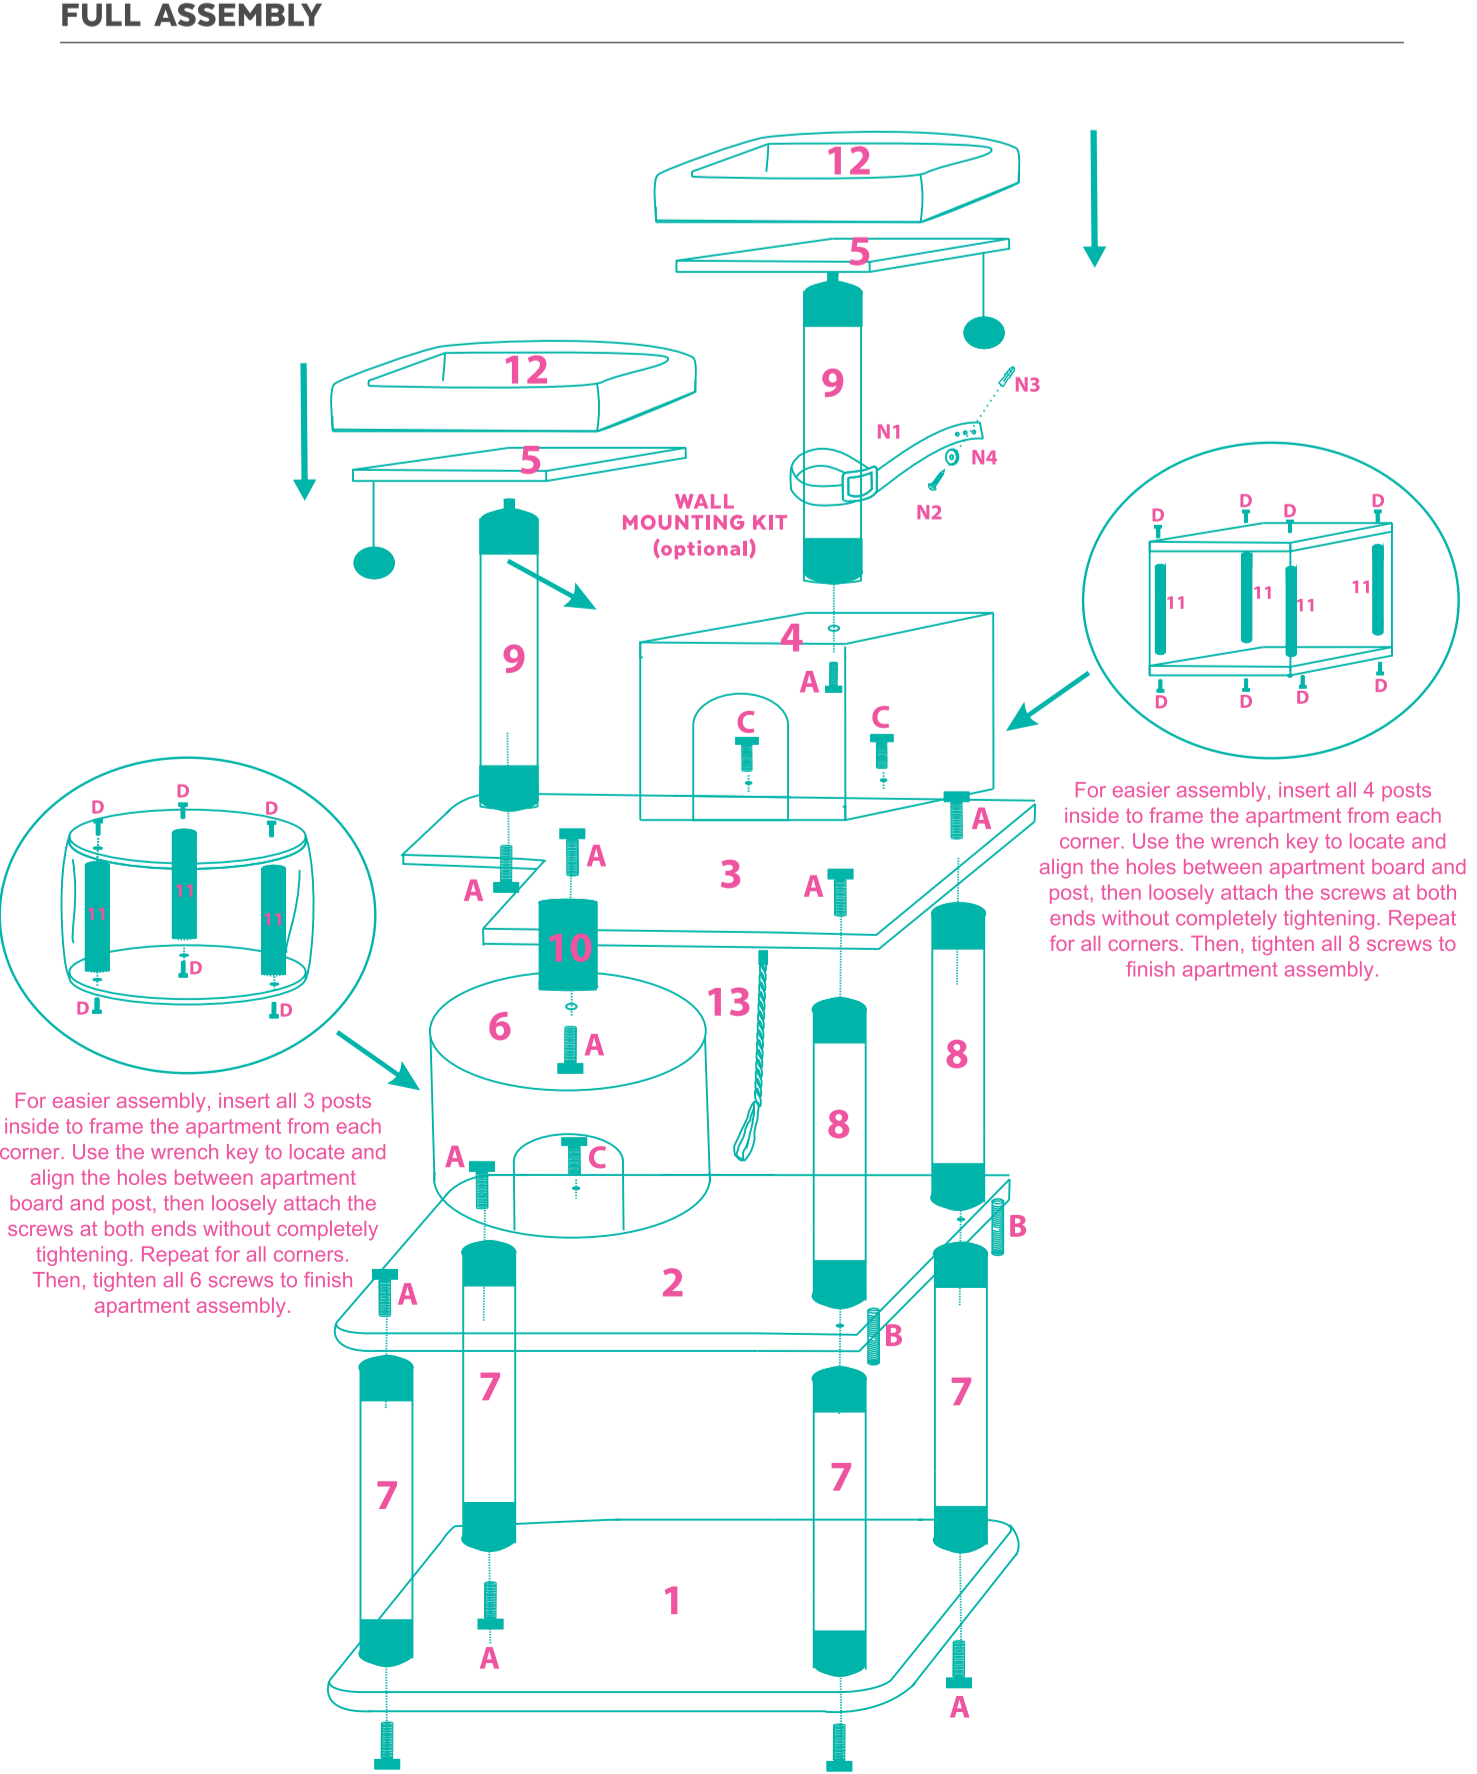 FULL ASSEMBLY
12
5
12
9
N3
N1
N4
5
N2
WALL
MOUNTING KIT
(optional)
D
D
D
D
11
11
11
11
D
D
D
D
9
4
A
C
C
A
For easier assembly, insert all 4 posts
inside to frame the apartment from each
corner. Use the wrench key to locate and
align the holes between apartment board and
post, then loosely attach the screws at both
ends without completely tightening. Repeat
for all corners. Then, tighten all 8 screws to
finish apartment assembly.
D
D
D
11
11
11
D
D
D
A
A
3
A
10
6
A
13
8
8
For easier assembly, insert all 3 posts
inside to frame the apartment from each
corner. Use the wrench key to locate and
align the holes between apartment
board and post, then loosely attach the
screws at both ends without completely
tightening. Repeat for all corners.
Then, tighten all 6 screws to finish
apartment assembly.
A
C
B
A
2
B
7
7
7
7
1
A
A